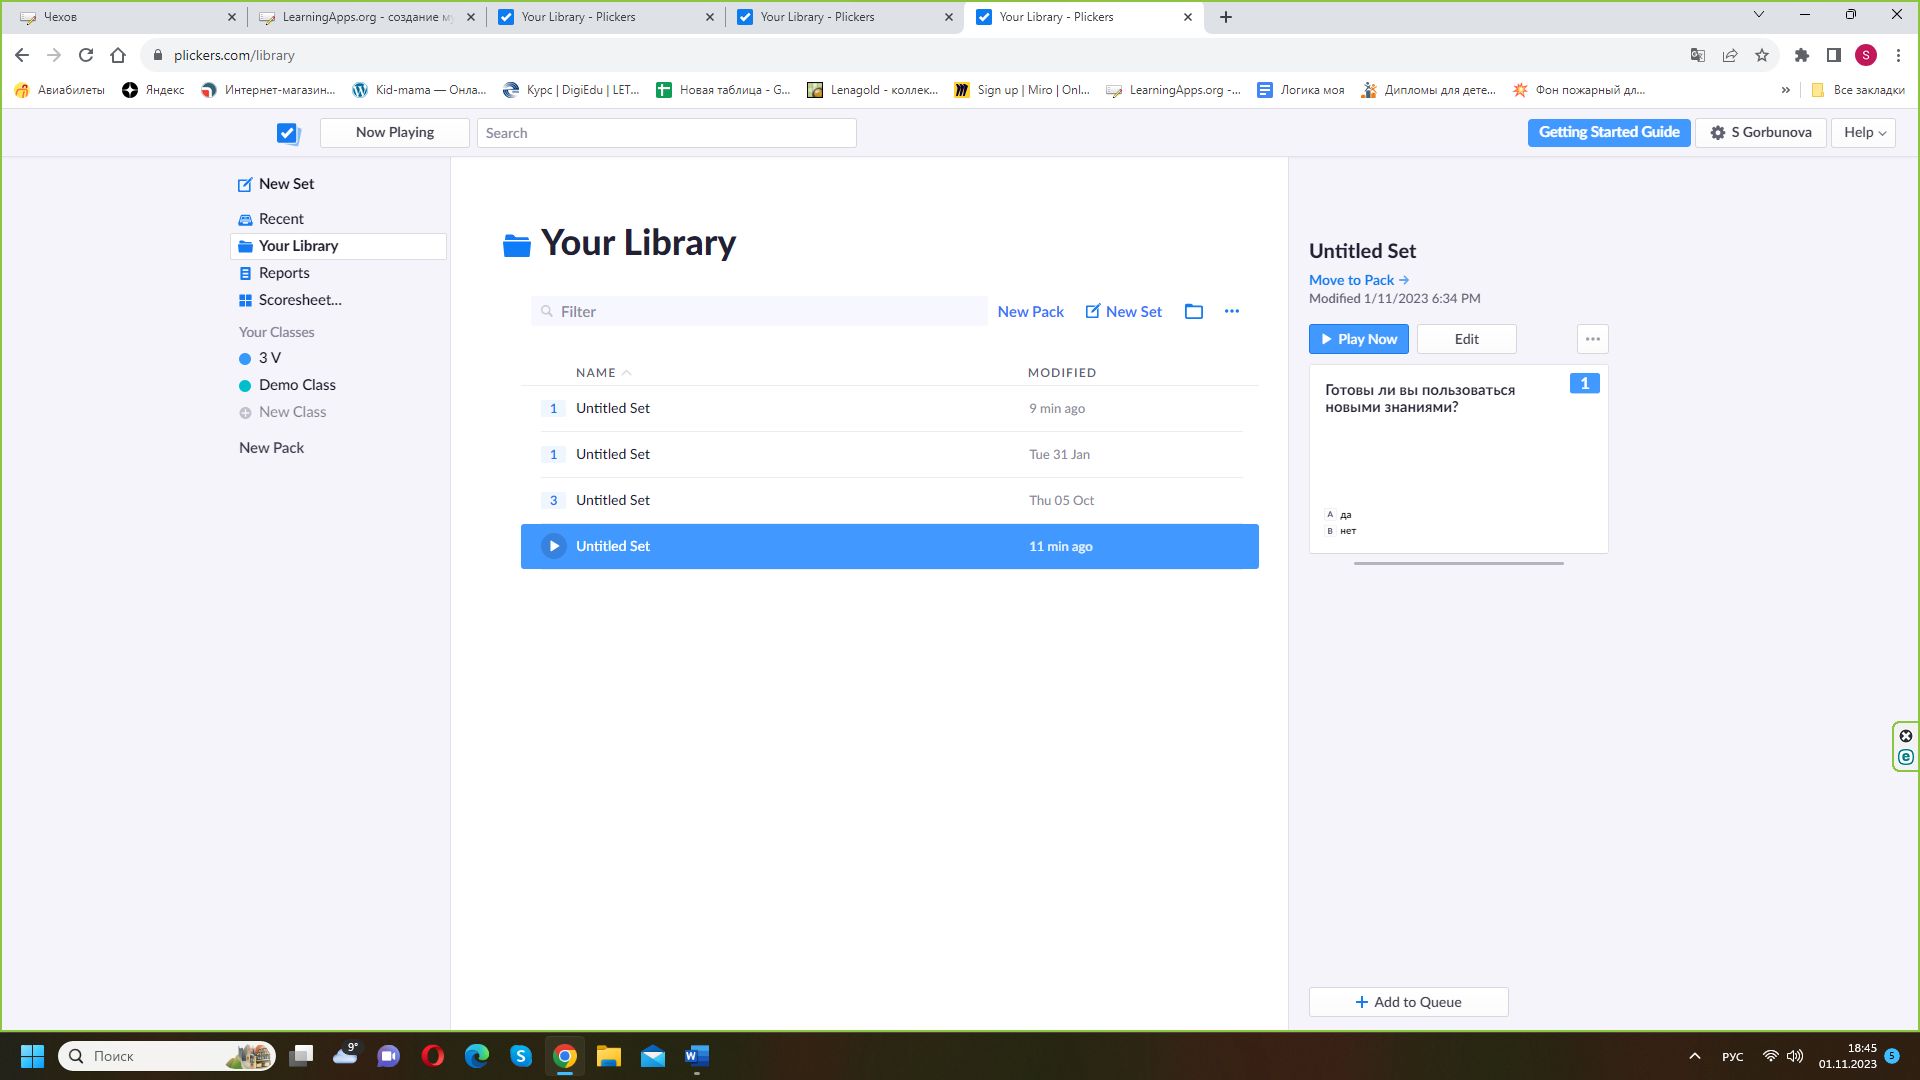 Чехов
LearningApps.org - создание му
Your Library - Plickers
Your Library - Plickers
Your Library - Plickers
plickers.com/library
S
Авиабилеты
Яндекс
Интернет-магазин...
Kid-mama — Онла...
Курс | DigiEdu | LET...
Новая таблица - G...
Lenagold - коллек...
Sign up | Miro | Onl...
LearningApps.org -...
Логика моя
Дипломы для дете...
Фон пожарный дл...
»
Все закладки
Now Playing
Search
Getting Started Guide
S Gorbunova
Help
New Set
Recent
Your Library
Reports
Scoresheet...
Your Classes
3 V
Demo Class
New Class
New Pack
Your Library
Filter
New Pack
New Set
NAME
MODIFIED
1 Untitled Set 9 min ago
1 Untitled Set Tue 31 Jan
3 Untitled Set Thu 05 Oct
Untitled Set 11 min ago
Untitled Set
Move to Pack →
Modified 1/11/2023 6:34 PM
Play Now
Edit
1
Готовы ли вы пользоваться
новыми знаниями?
A да
B нет
+ Add to Queue
Поиск
9°
РУС
18:45
01.11.2023
5